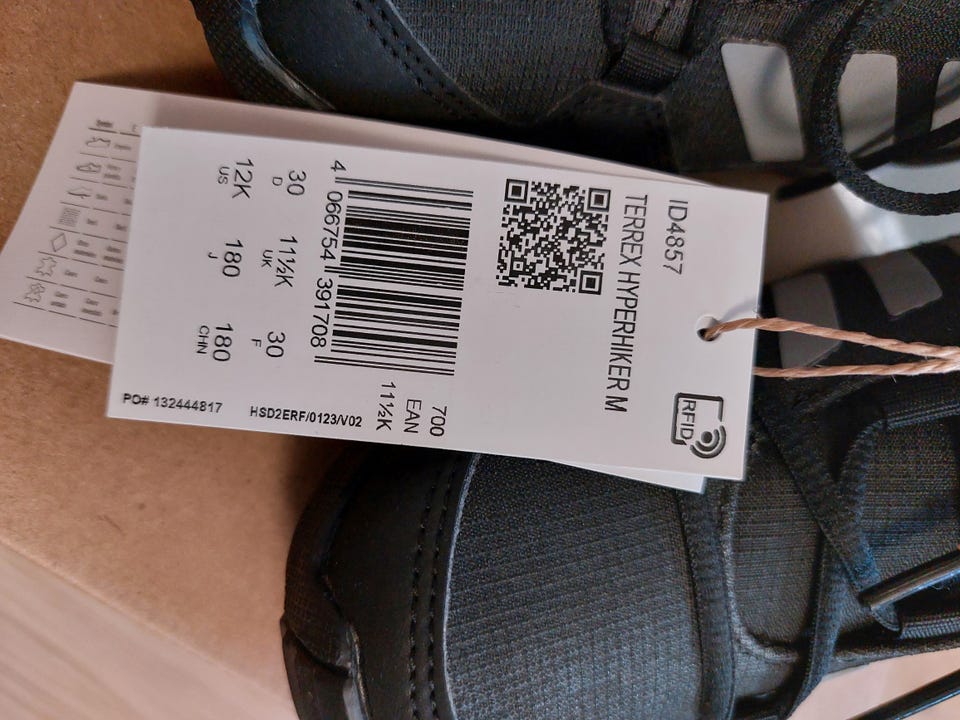 ID4857
TERREX HYPERHIKER M
RFID
700
EAN
11½K
4 066754 391708
30 11½K 30
D UK F
12K 180 180
US J CHN
HSD2ERF/0123/V02
PO# 132444817